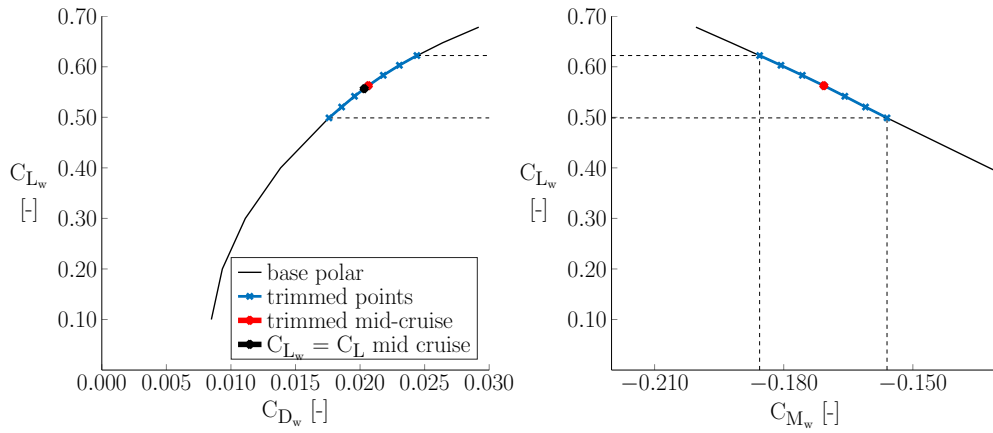 0.70
0.60
0.50
0.40
0.30
0.20
0.10
C_{L_w}
[-]
0.000 0.005 0.010 0.015 0.020 0.025 0.030
C_{D_w} [-]
base polar
trimmed points
trimmed mid-cruise
C_{L_w} = C_L mid cruise
0.70
0.60
0.50
0.40
0.30
0.20
0.10
C_{L_w}
[-]
−0.210 −0.180 −0.150
C_{M_w} [-]